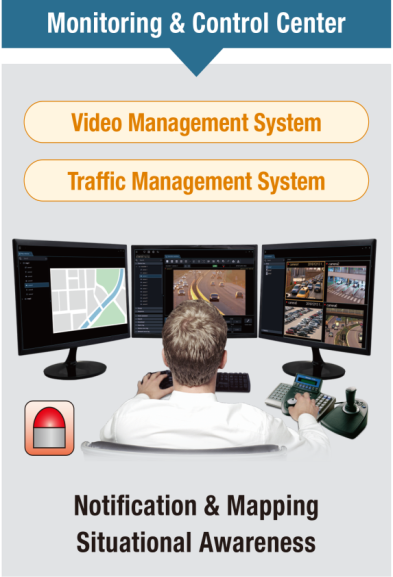 Monitoring & Control Center
Video Management System
Traffic Management System
Notification & Mapping
Situational Awareness